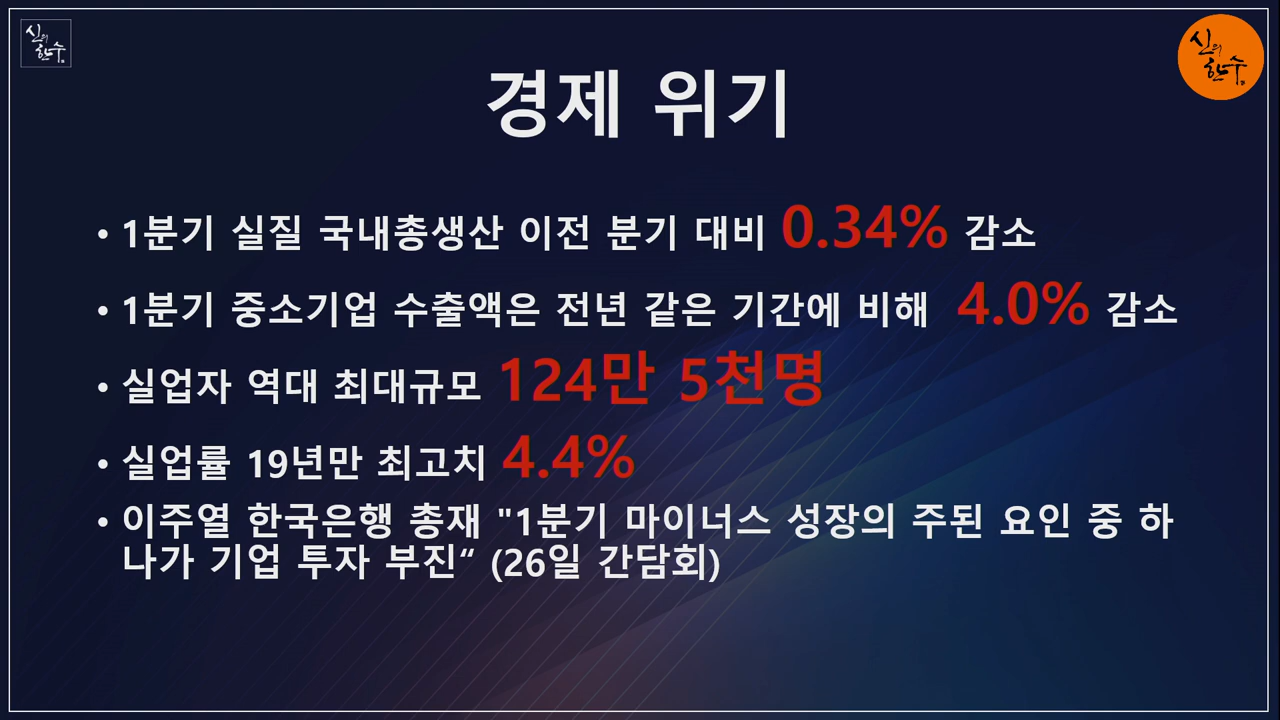 신의
한수
신의
한수
경제 위기
• 1분기 실질 국내총생산 이전 분기 대비 0.34% 감소
• 1분기 중소기업 수출액은 전년 같은 기간에 비해 4.0% 감소
• 실업자 역대 최대규모 124만 5천명
• 실업률 19년만 최고치 4.4%
• 이주열 한국은행 총재 "1분기 마이너스 성장의 주된 요인 중 하
나가 기업 투자 부진“ (26일 간담회)